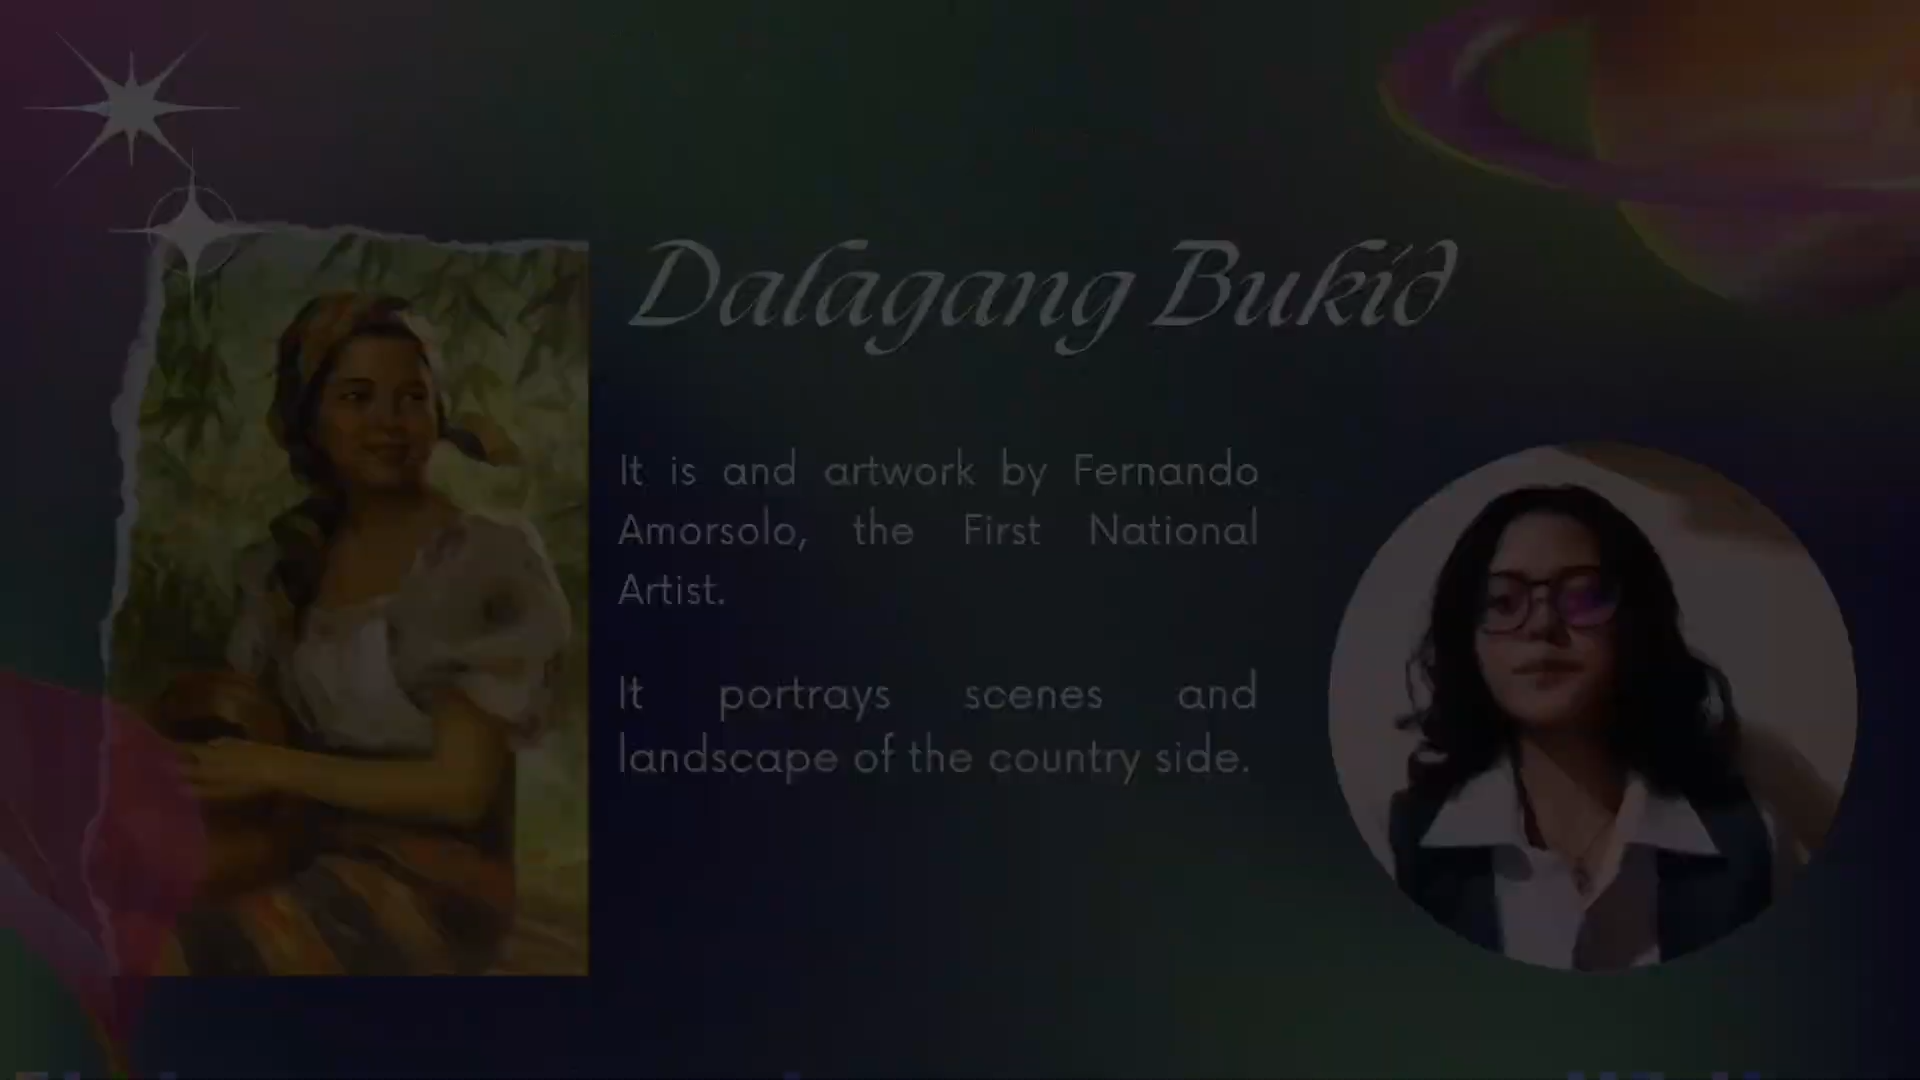 Dalagang Bukid
It is and artwork by Fernando
Amorsolo, the First National
Artist.
It portrays scenes and
landscape of the country side.